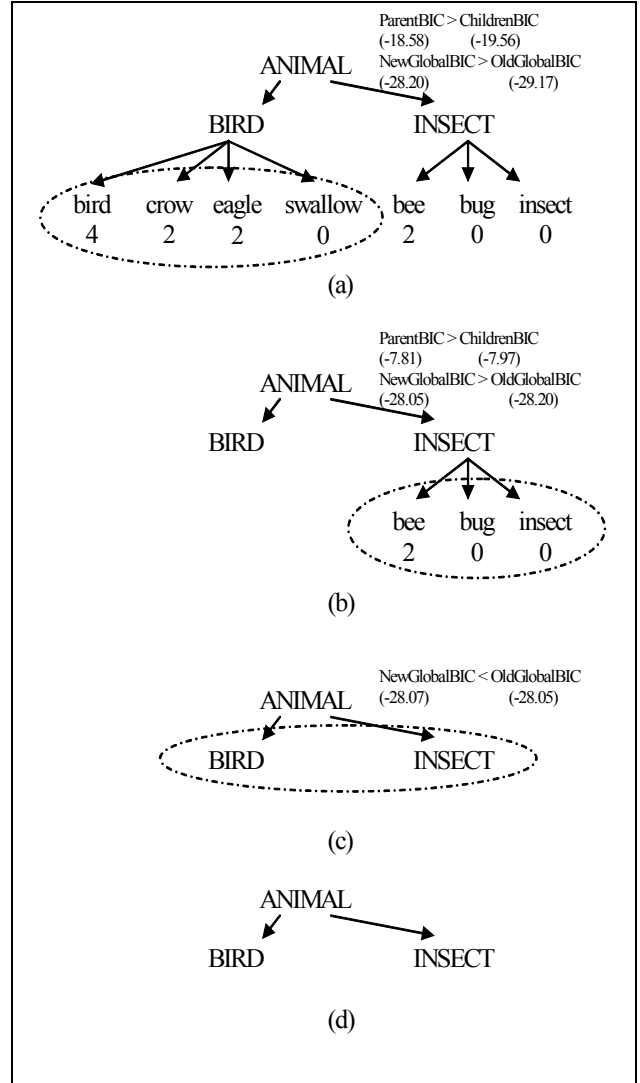 ParentBIC > ChildrenBIC
(-18.58) (-19.56)
NewGlobalBIC > OldGlobalBIC
(-28.20) (-29.17)
ANIMAL
BIRD INSECT
bird crow eagle swallow bee bug insect
4 2 2 0 2 0 0
(a)
ParentBIC > ChildrenBIC
(-7.81) (-7.97)
NewGlobalBIC > OldGlobalBIC
(-28.05) (-28.20)
ANIMAL
BIRD INSECT
bee bug insect
2 0 0
(b)
NewGlobalBIC < OldGlobalBIC
(-28.07) (-28.05)
ANIMAL
BIRD INSECT
(c)
ANIMAL
BIRD INSECT
(d)